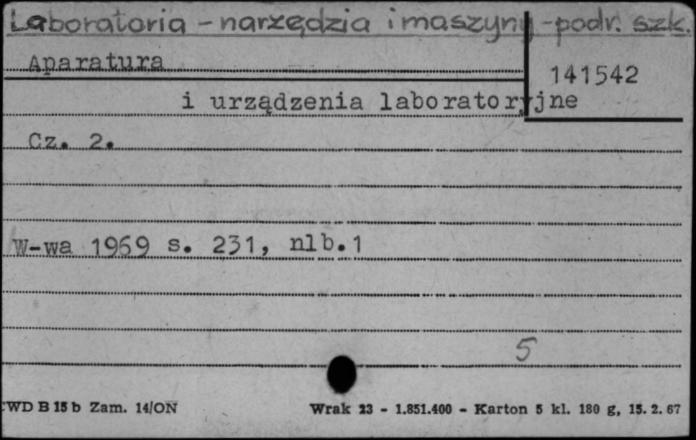 Laboratoria - narzędzia i maszyny - podr. szk.
Aparatura
141542
i urządzenia laboratoryjne
Cz. 2.
W-wa 1969 s. 231, nlb.1
5
CWD B 15 b Zam. 14/ON Wrak 23 - 1.851.400 - Karton 5 kl. 180 g, 15. 2. 67